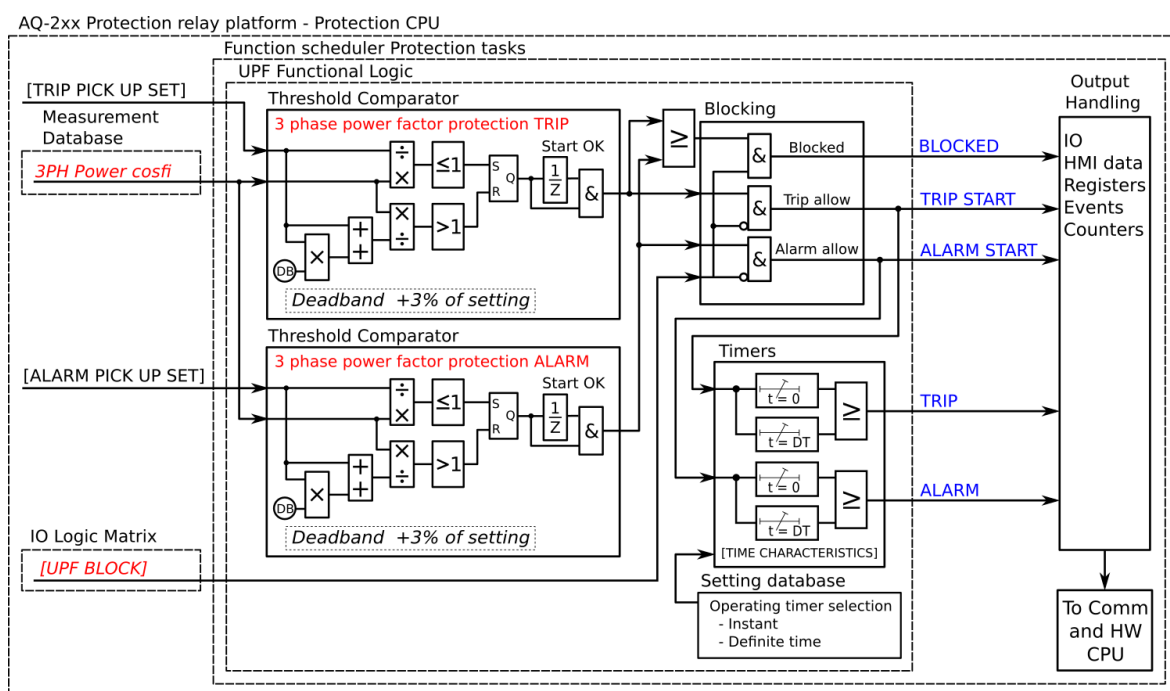 AQ-2xx Protection relay platform - Protection CPU
Function scheduler Protection tasks
UPF Functional Logic
[TRIP PICK UP SET]
Measurement
Database
3PH Power cosfi
Threshold Comparator
3 phase power factor protection TRIP
÷
×
≤1
S
Q
R
Start OK
1
Z
&
×
÷
>1
+
+
×
DB
Deadband +3% of setting
≥
Blocking
&
Blocked
&
Trip allow
&
Alarm allow
BLOCKED
TRIP START
ALARM START
Output
Handling
IO
HMI data
Registers
Events
Counters
[ALARM PICK UP SET]
Threshold Comparator
3 phase power factor protection ALARM
÷
×
≤1
S
Q
R
Start OK
1
Z
&
×
÷
>1
+
+
×
DB
Deadband +3% of setting
Timers
t = 0
t = DT
≥
t = 0
t = DT
≥
[TIME CHARACTERISTICS]
TRIP
ALARM
IO Logic Matrix
[UPF BLOCK]
Setting database
Operating timer selection
- Instant
- Definite time
To Comm
and HW
CPU